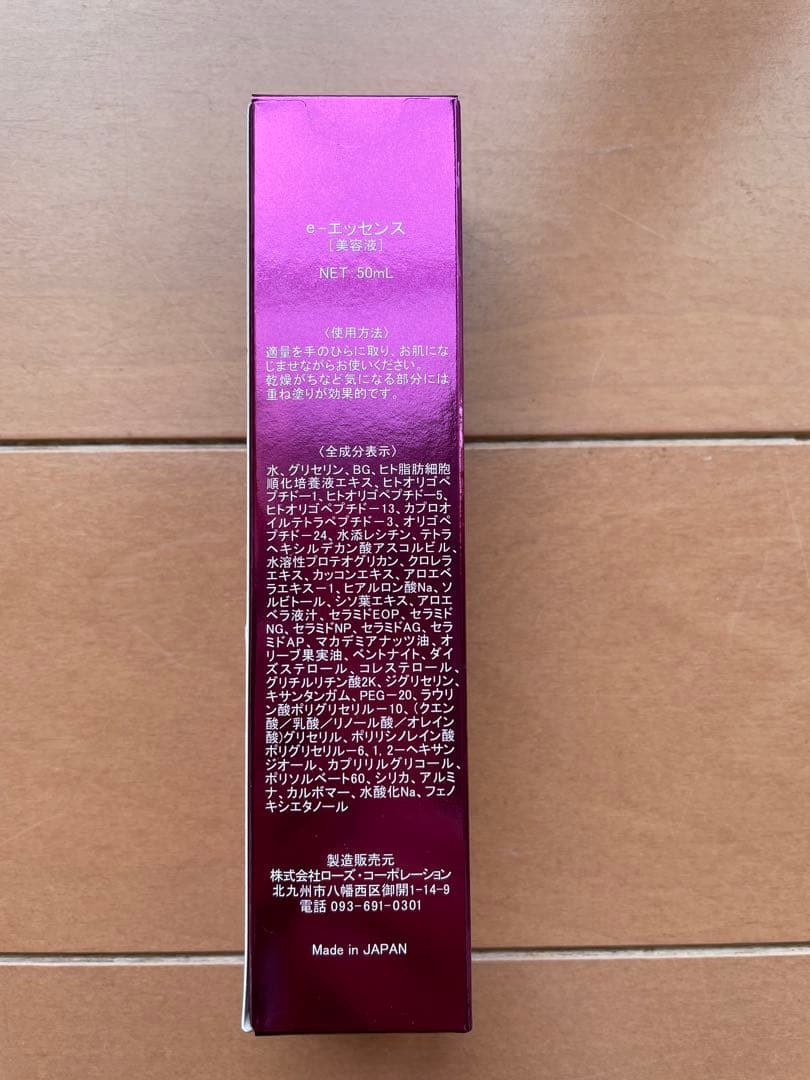 e-エッセンス
[美容液]
NET 50mL
〈使用方法〉
適量を手のひらに取り、お肌にな
じませながらお使いください。
乾燥がちなど気になる部分には
重ね塗りが効果的です。
〈全成分表示〉
水、グリセリン、BG、ヒト脂肪細胞
順化培養液エキス、ヒトオリゴペ
プチド-1、ヒトオリゴペプチド-5、
ヒトオリゴペプチド-13、カプロオ
イルテトラペプチド-3、オリゴペ
プチド-24、水添レシチン、テトラ
ヘキシルデカン酸アスコルビル、
水溶性プロテオグリカン、クロレラ
エキス、カッコンエキス、アロエベ
ラエキス-1、ヒアルロン酸Na、ソ
ルビトール、シソ葉エキス、アロエ
ベラ液汁、セラミドEOP、セラミド
NG、セラミドNP、セラミドAG、セラ
ミドAP、マカデミアナッツ油、オ
リーブ果実油、ベントナイト、ダイ
ズステロール、コレステロール、
グリチルリチン酸2K、ジグリセリン、
キサンタンガム、PEG-20、ラウリ
ン酸ポリグリセリル-10、(クエン
酸/乳酸/リノール酸/オレイン
酸)グリセリル、ポリリシノレイン酸
ポリグリセリル-6、1,2-ヘキサン
ジオール、カプリリルグリコール、
ポリソルベート60、シリカ、アルミ
ナ、カルボマー、水酸化Na、フェノ
キシエタノール
製造販売元
株式会社ローズ・コーポレーション
北九州市八幡西区御開1-14-9
電話 093-691-0301
Made in JAPAN